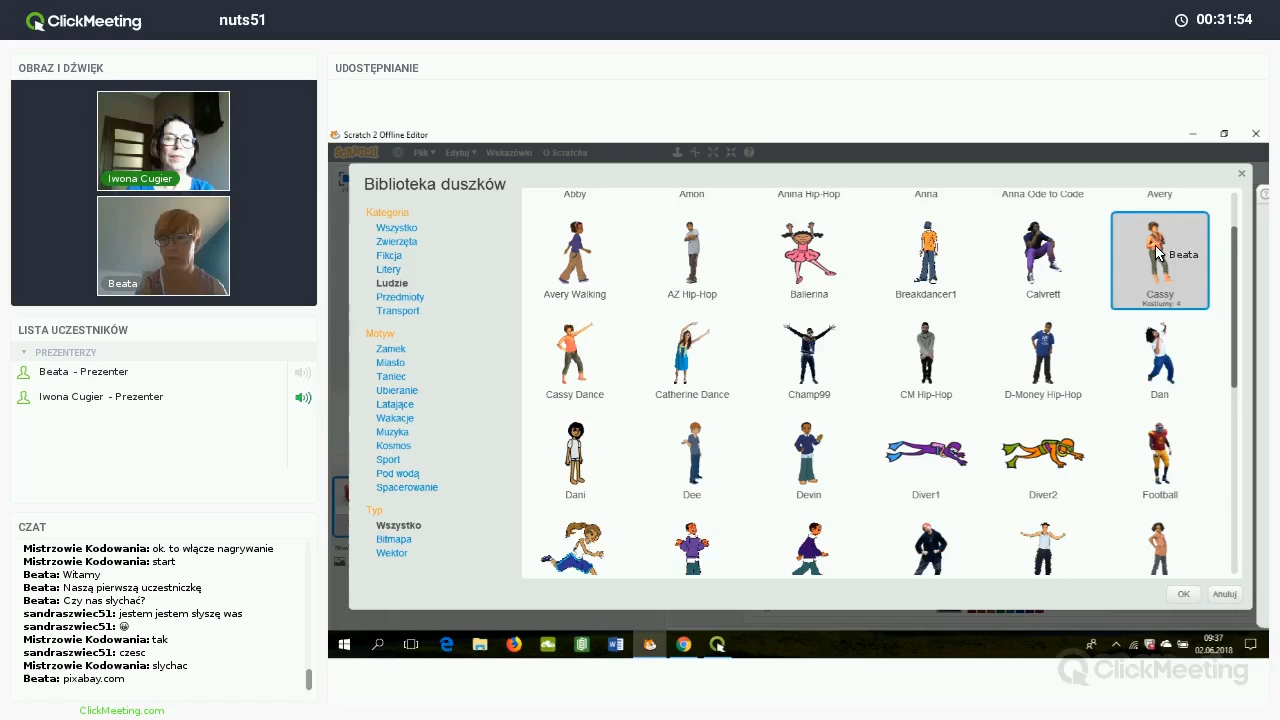 ClickMeeting
nuts51
00:31:54
OBRAZ I DŹWIĘK
Iwona Cugier
Beata
LISTA UCZESTNIKÓW
PREZENTERZY
Beata - Prezenter
Iwona Cugier - Prezenter
CZAT
Mistrzowie Kodowania: ok. to włącze nagrywanie
Mistrzowie Kodowania: start
Beata: Witamy
Beata: Naszą pierwszą uczestniczkę
Beata: Czy nas słychać?
sandraszwiec51: jestem jestem słyszę was
sandraszwiec51: 😀
Mistrzowie Kodowania: tak
sandraszwiec51: czesc
Mistrzowie Kodowania: slychac
Beata: pixabay.com
ClickMeeting.com
UDOSTĘPNIANIE
Scratch 2 Offline Editor
SCRATCH Plik Edytuj Wskazówki O Scratchu
Biblioteka duszków
Kategoria
Wszystko
Zwierzęta
Fikcja
Litery
Ludzie
Przedmioty
Transport
Motyw
Zamek
Miasto
Taniec
Ubieranie
Latające
Wakacje
Muzyka
Kosmos
Sport
Pod wodą
Spacerowanie
Typ
Wszystko
Bitmapa
Wektor
Abby Amon Anina Hip-Hop Anna Anna Ode to Code Avery
Beata
Avery Walking AZ Hip-Hop Ballerina Breakdancer1 Calvrett Cassy
Kostiumy: 4
Cassy Dance Catherine Dance Champ99 CM Hip-Hop D-Money Hip-Hop Dan
Dani Dee Devin Diver1 Diver2 Football
OK Anuluj
09:37
02.06.2018
ClickMeeting